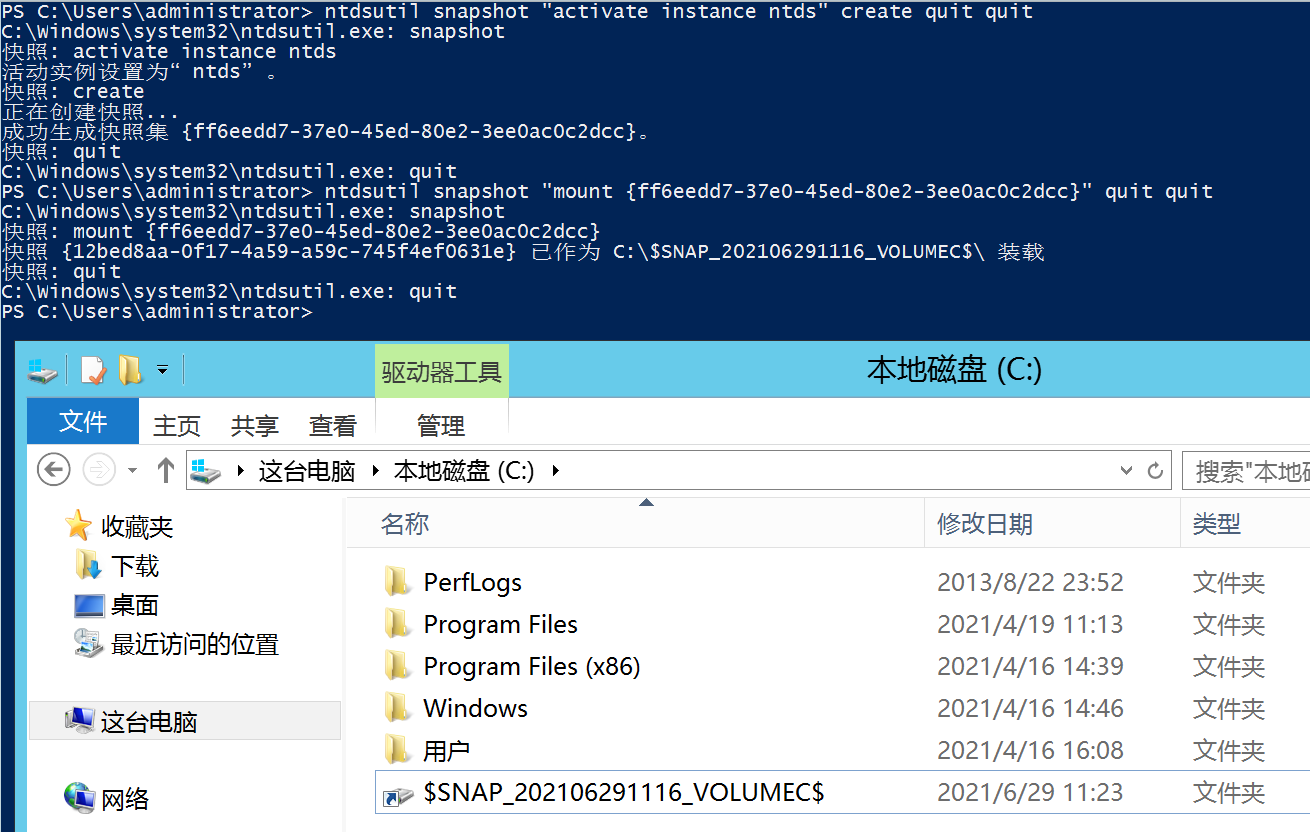 PS C:\Users\administrator> ntdsutil snapshot "activate instance ntds" create quit quit
C:\Windows\system32\ntdsutil.exe: snapshot
快照: activate instance ntds
活动实例设置为“ntds”。
快照: create
正在创建快照...
成功生成快照集 {ff6eedd7-37e0-45ed-80e2-3ee0ac0c2dcc}。
快照: quit
C:\Windows\system32\ntdsutil.exe: quit
PS C:\Users\administrator> ntdsutil snapshot "mount {ff6eedd7-37e0-45ed-80e2-3ee0ac0c2dcc}" quit quit
C:\Windows\system32\ntdsutil.exe: snapshot
快照: mount {ff6eedd7-37e0-45ed-80e2-3ee0ac0c2dcc}
快照 {12bed8aa-0f17-4a59-a59c-745f4ef0631e} 已作为 C:\$SNAP_202106291116_VOLUMEC$\ 装载
快照: quit
C:\Windows\system32\ntdsutil.exe: quit
PS C:\Users\administrator>
驱动器工具 本地磁盘 (C:)
文件 主页 共享 查看 管理
这台电脑 本地磁盘 (C:) 搜索"本地
收藏夹
下载
桌面
最近访问的位置
这台电脑
网络
名称 修改日期 类型
PerfLogs 2013/8/22 23:52 文件夹
Program Files 2021/4/19 11:13 文件夹
Program Files (x86) 2021/4/16 14:39 文件夹
Windows 2021/4/16 14:46 文件夹
用户 2021/4/16 16:08 文件夹
$SNAP_202106291116_VOLUMEC$ 2021/6/29 11:23 文件夹